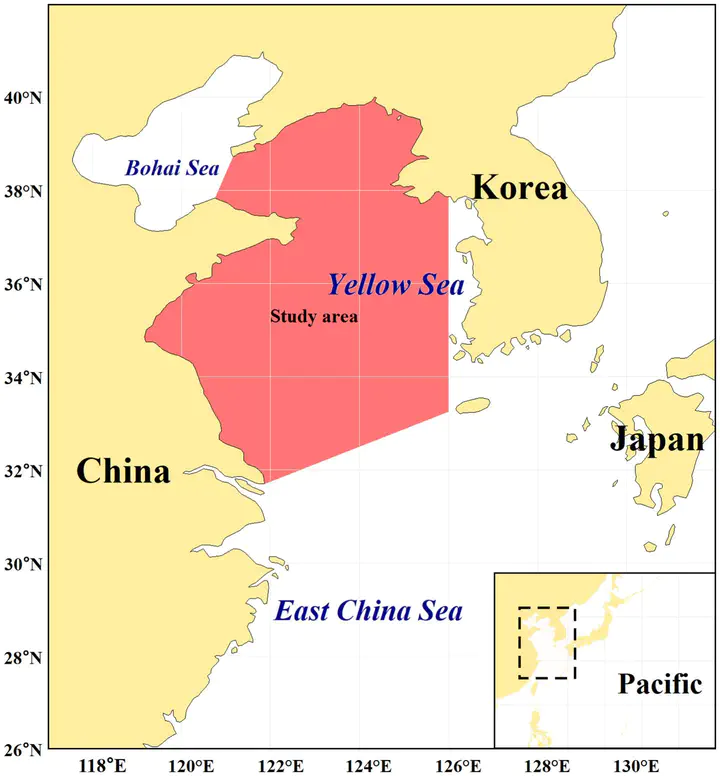 40°N
Bohai Sea
38°N
Korea
36°N
Yellow Sea
Study area
34°N
Japan
China
32°N
30°N
East China Sea
28°N
Pacific
26°N
118°E 120°E 122°E 124°E 126°E 128°E 130°E